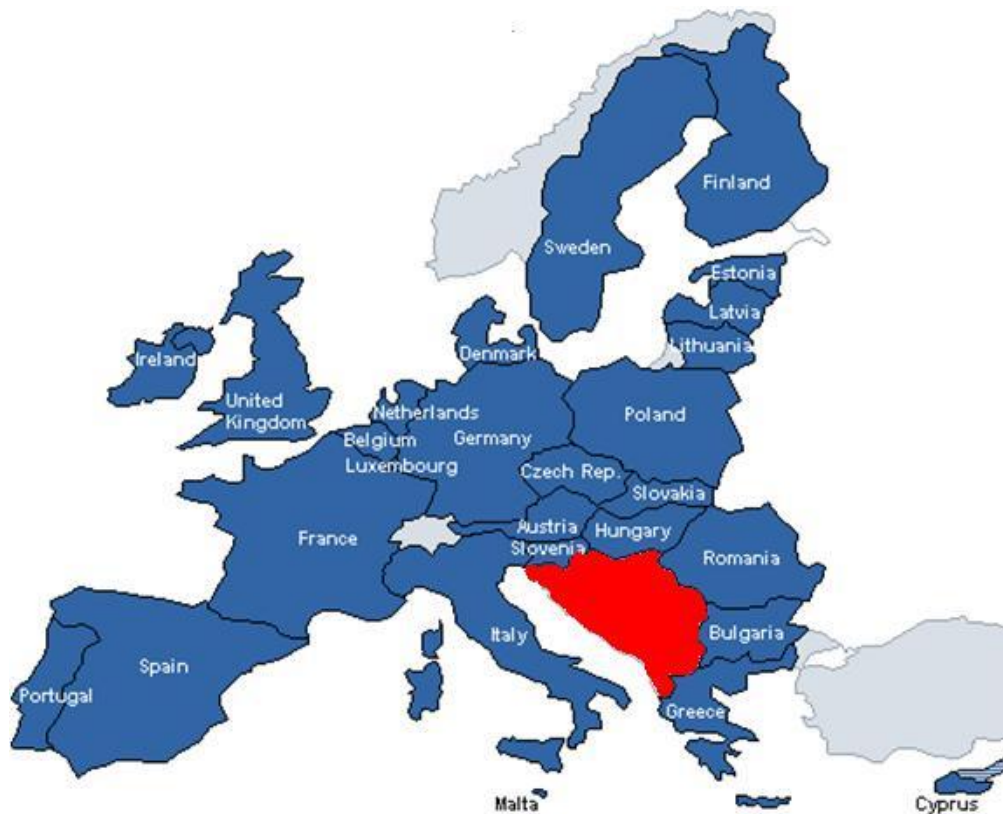 Finland
Sweden
Estonia
Latvia
Lithuania
Denmark
Ireland
United
Kingdom
Netherlands
Belgium
Germany
Poland
Luxembourg
Czech Rep.
Slovakia
France
Austria
Hungary
Slovenia
Romania
Italy
Bulgaria
Spain
Portugal
Greece
Malta
Cyprus